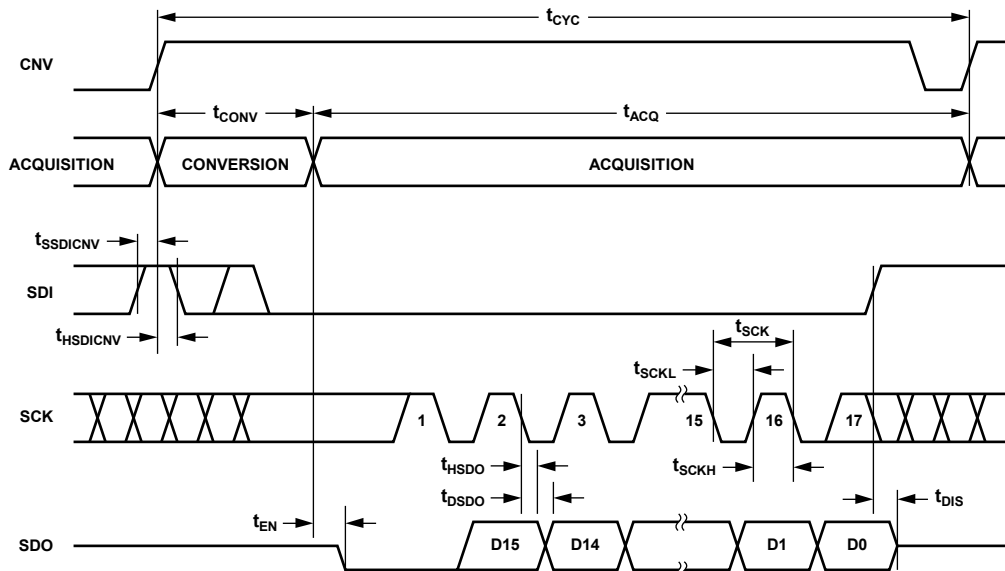 tCYC
CNV
tCONV
tACQ
ACQUISITION CONVERSION ACQUISITION
tSSDICNV
SDI
tHSDICNV
tSCK
tSCKL
SCK 1 2 3 15 16 17
tHSDO
tSCKH
tDSDO
tDIS
tEN
SDO D15 D14 D1 D0